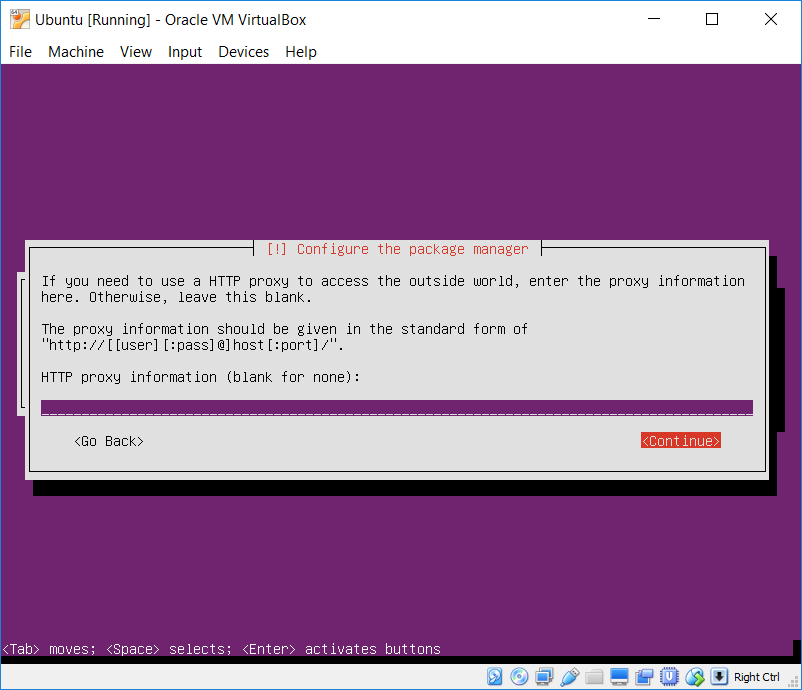 Ubuntu [Running] - Oracle VM VirtualBox
File Machine View Input Devices Help
[!] Configure the package manager
If you need to use a HTTP proxy to access the outside world, enter the proxy information
here. Otherwise, leave this blank.
The proxy information should be given in the standard form of
"http://[[user][:pass]@]host[:port]/".
HTTP proxy information (blank for none):
<Go Back> <Continue>
<Tab> moves; <Space> selects; <Enter> activates buttons
Right Ctrl